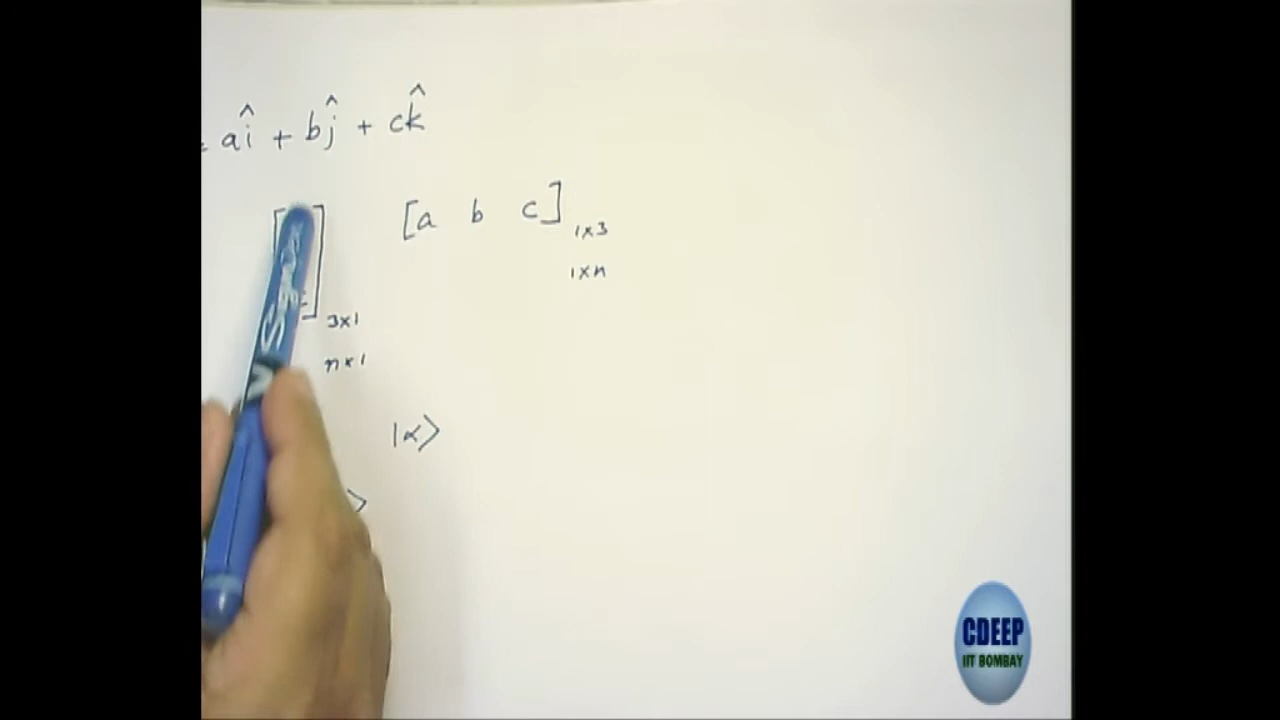 = aî + bĵ + ck̂
[ ] [a b c] 1×3
1×n
3×1
n×1
|α⟩
⟩
CDEEP
IIT BOMBAY